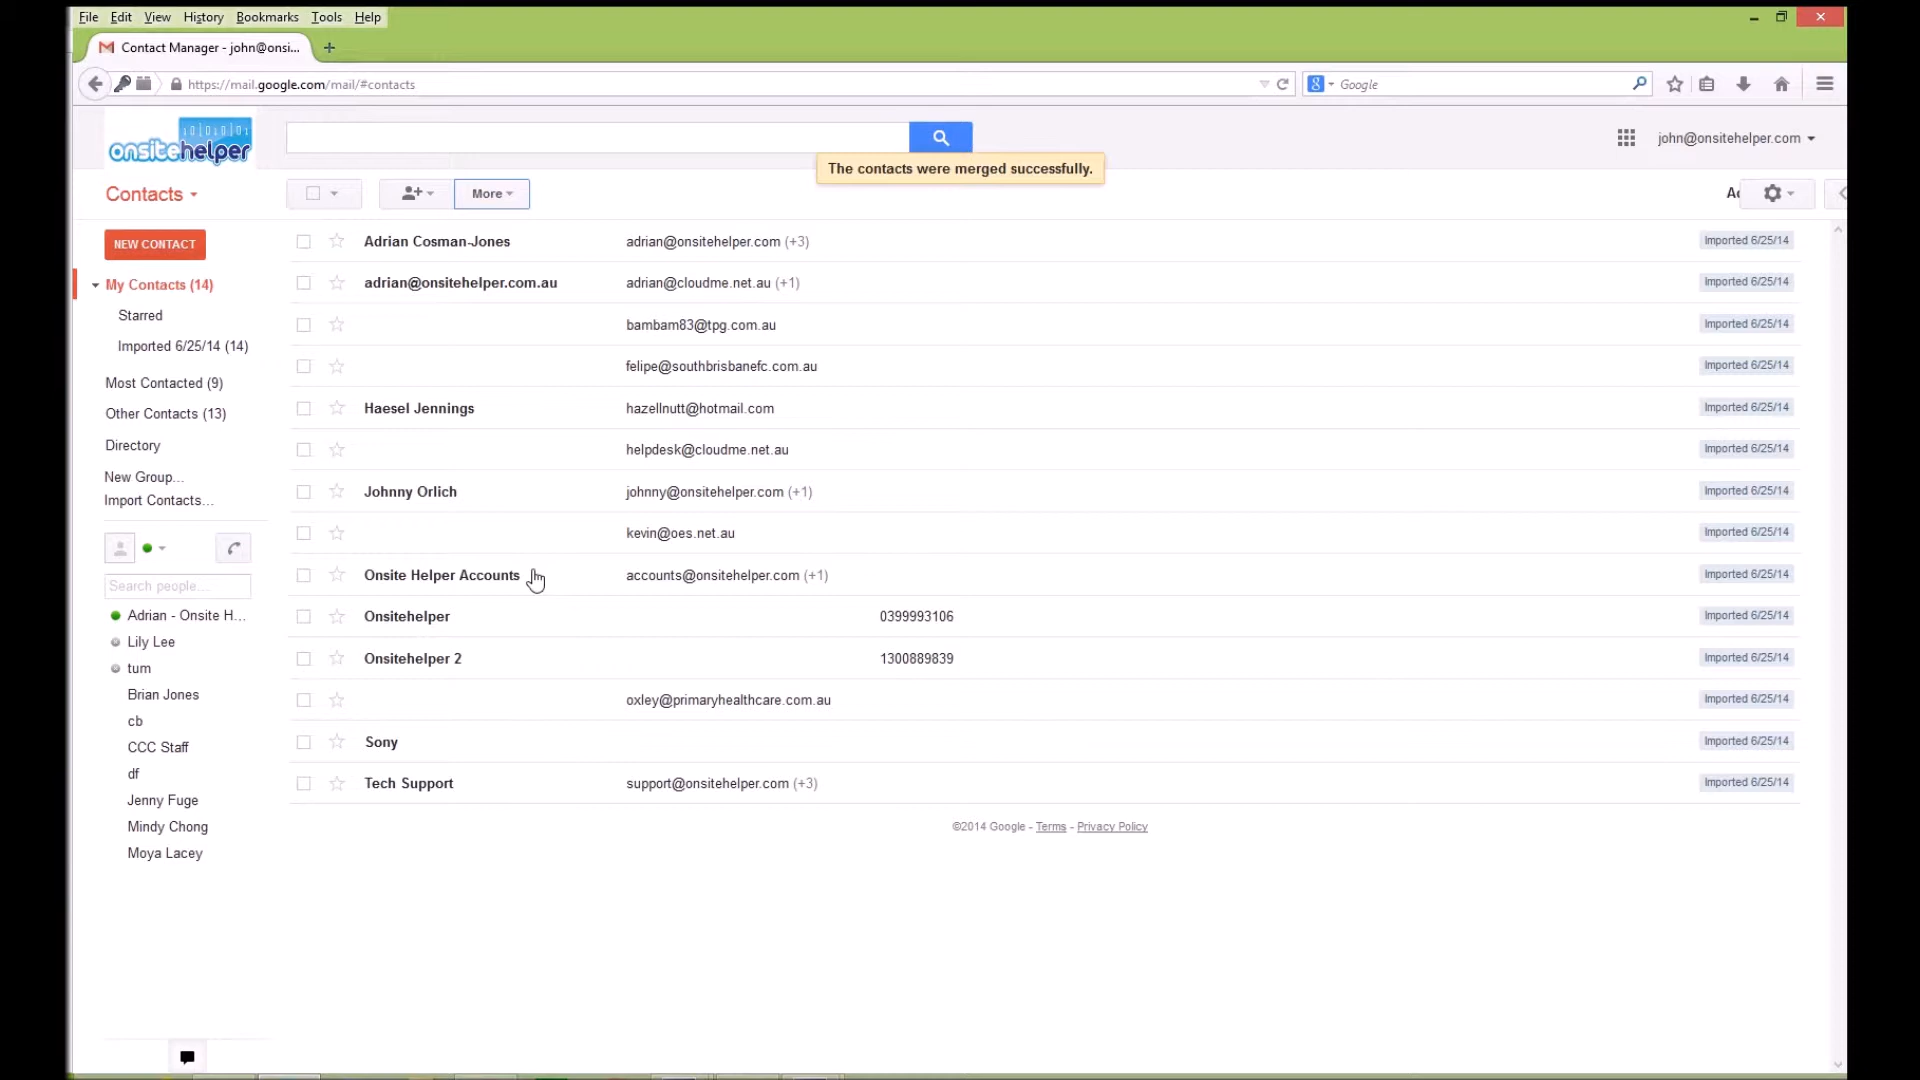 File Edit View History Bookmarks Tools Help
Contact Manager - john@onsi...
https://mail.google.com/mail/#contacts
8 Google
10|0|0|01
onsitehelper
john@onsitehelper.com
The contacts were merged successfully.
Contacts
More
NEW CONTACT
My Contacts (14)
Starred
Imported 6/25/14 (14)
Most Contacted (9)
Other Contacts (13)
Directory
New Group...
Import Contacts...
Search people....
Adrian - Onsite H...
Lily Lee
tum
Brian Jones
cb
CCC Staff
df
Jenny Fuge
Mindy Chong
Moya Lacey
Adrian Cosman-Jones adrian@onsitehelper.com (+3) Imported 6/25/14
adrian@onsitehelper.com.au adrian@cloudme.net.au (+1) Imported 6/25/14
bambam83@tpg.com.au Imported 6/25/14
felipe@southbrisbanefc.com.au Imported 6/25/14
Haesel Jennings hazellnutt@hotmail.com Imported 6/25/14
helpdesk@cloudme.net.au Imported 6/25/14
Johnny Orlich johnny@onsitehelper.com (+1) Imported 6/25/14
kevin@oes.net.au Imported 6/25/14
Onsite Helper Accounts accounts@onsitehelper.com (+1) Imported 6/25/14
Onsitehelper 0399993106 Imported 6/25/14
Onsitehelper 2 1300889839 Imported 6/25/14
oxley@primaryhealthcare.com.au Imported 6/25/14
Sony Imported 6/25/14
Tech Support support@onsitehelper.com (+3) Imported 6/25/14
©2014 Google - Terms - Privacy Policy